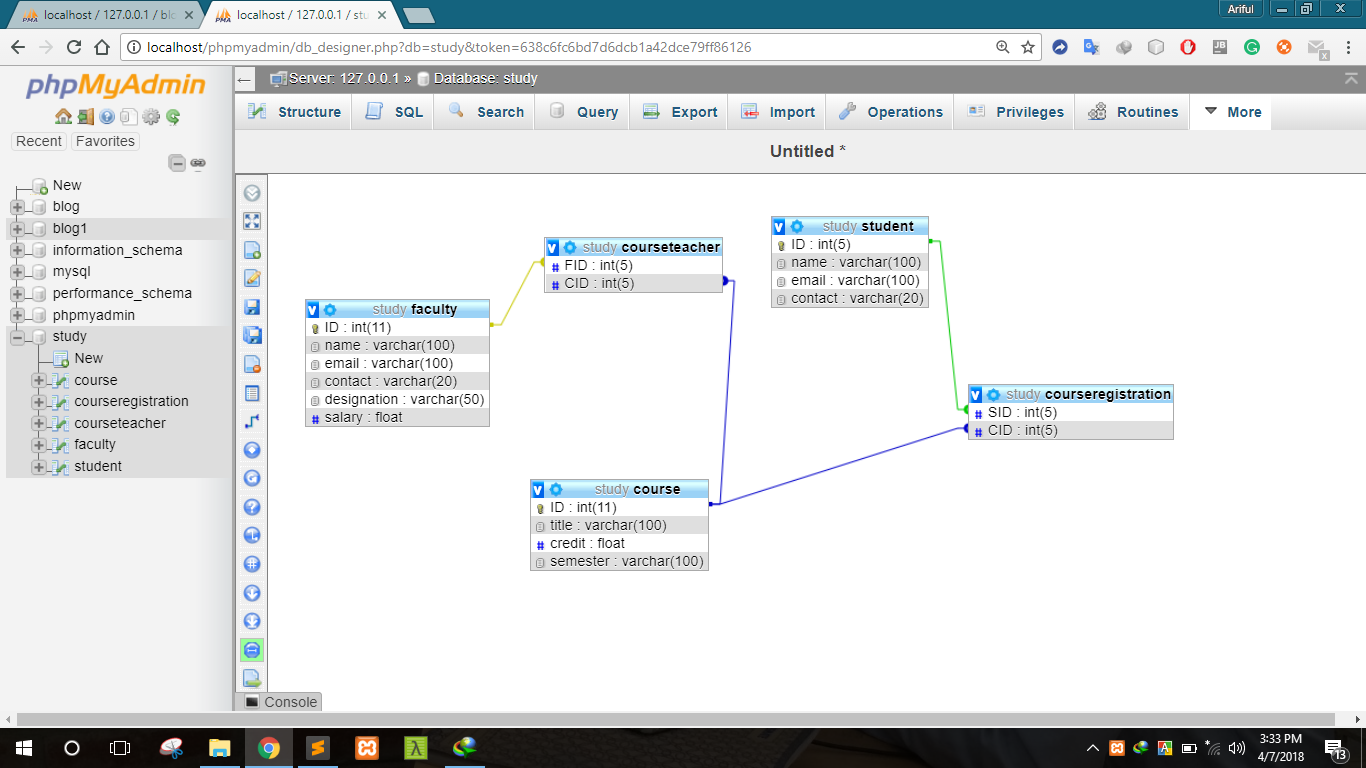 localhost / 127.0.0.1 / blo
localhost / 127.0.0.1 / stu
Ariful
localhost/phpmyadmin/db_designer.php?db=study&token=638c6fc6bd7d6dcb1a42dce79ff86126
phpMyAdmin
Recent Favorites
New
blog
blog1
information_schema
mysql
performance_schema
phpmyadmin
study
New
course
courseregistration
courseteacher
faculty
student
Server: 127.0.0.1 » Database: study
Structure SQL Search Query Export Import Operations Privileges Routines More
Untitled *
study courseteacher
FID : int(5)
CID : int(5)
study student
ID : int(5)
name : varchar(100)
email : varchar(100)
contact : varchar(20)
study faculty
ID : int(11)
name : varchar(100)
email : varchar(100)
contact : varchar(20)
designation : varchar(50)
salary : float
study courseregistration
SID : int(5)
CID : int(5)
study course
ID : int(11)
title : varchar(100)
credit : float
semester : varchar(100)
Console
3:33 PM
4/7/2018
13